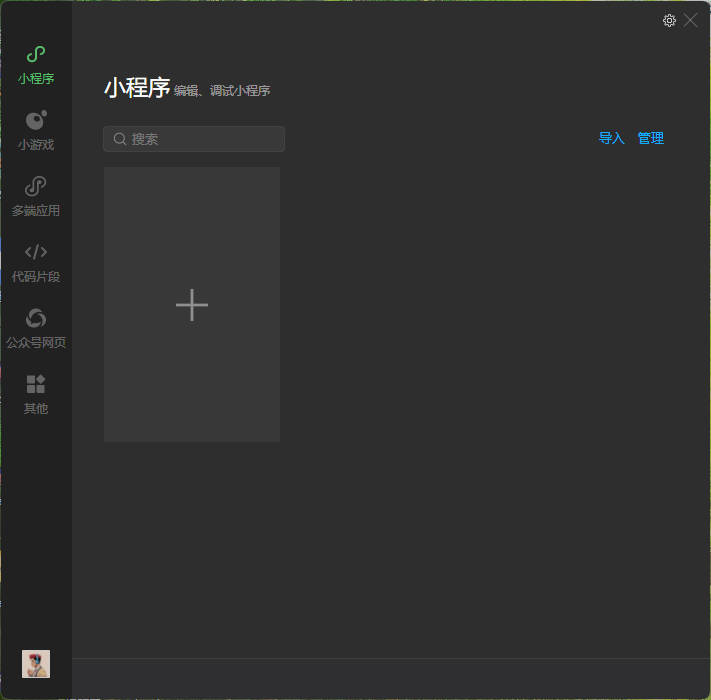 小程序
小游戏
多端应用
代码片段
公众号网页
其他
小程序 编辑、调试小程序
搜索
导入 管理